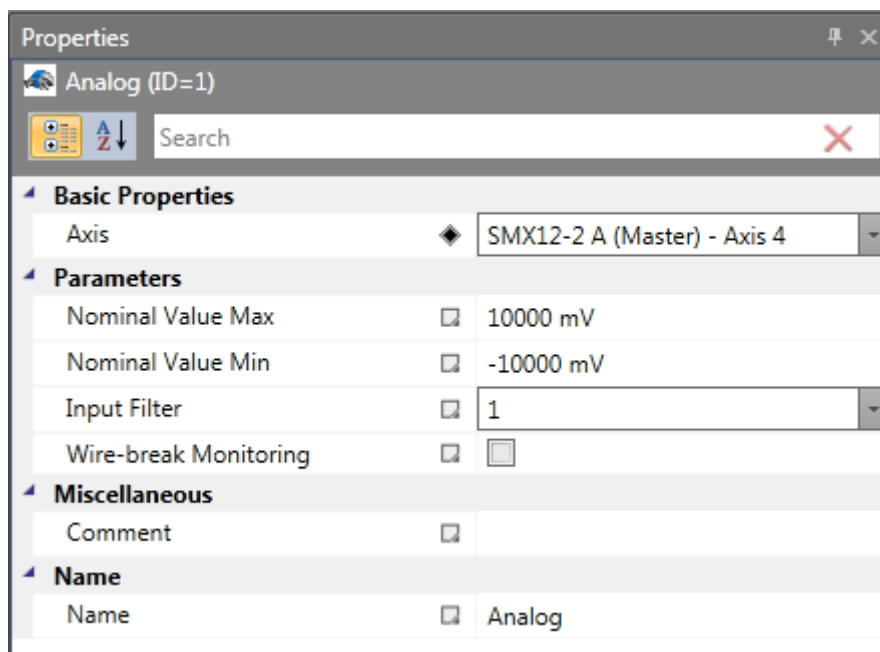 Properties
Analog (ID=1)
A Z Search
Basic Properties
Axis SMX12-2 A (Master) - Axis 4
Parameters
Nominal Value Max 10000 mV
Nominal Value Min -10000 mV
Input Filter 1
Wire-break Monitoring
Miscellaneous
Comment
Name
Name Analog